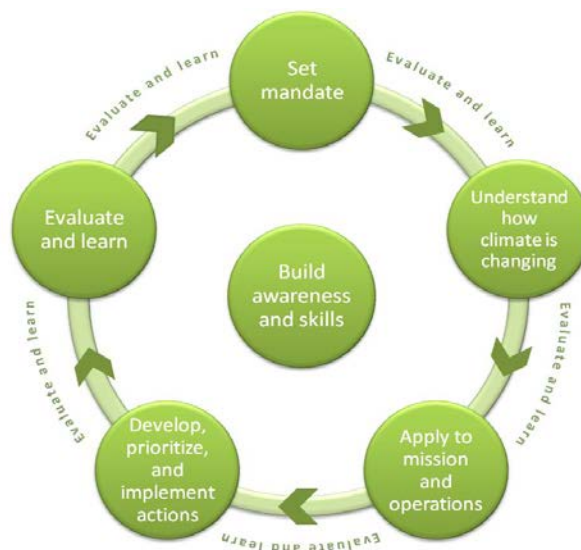 Set
mandate
Evaluate and learn
Understand
how
climate is
changing
Evaluate and learn
Apply to
mission
and
operations
Evaluate and learn
Develop,
prioritize,
and
implement
actions
Evaluate and learn
Evaluate
and learn
Evaluate and learn
Build
awareness
and skills